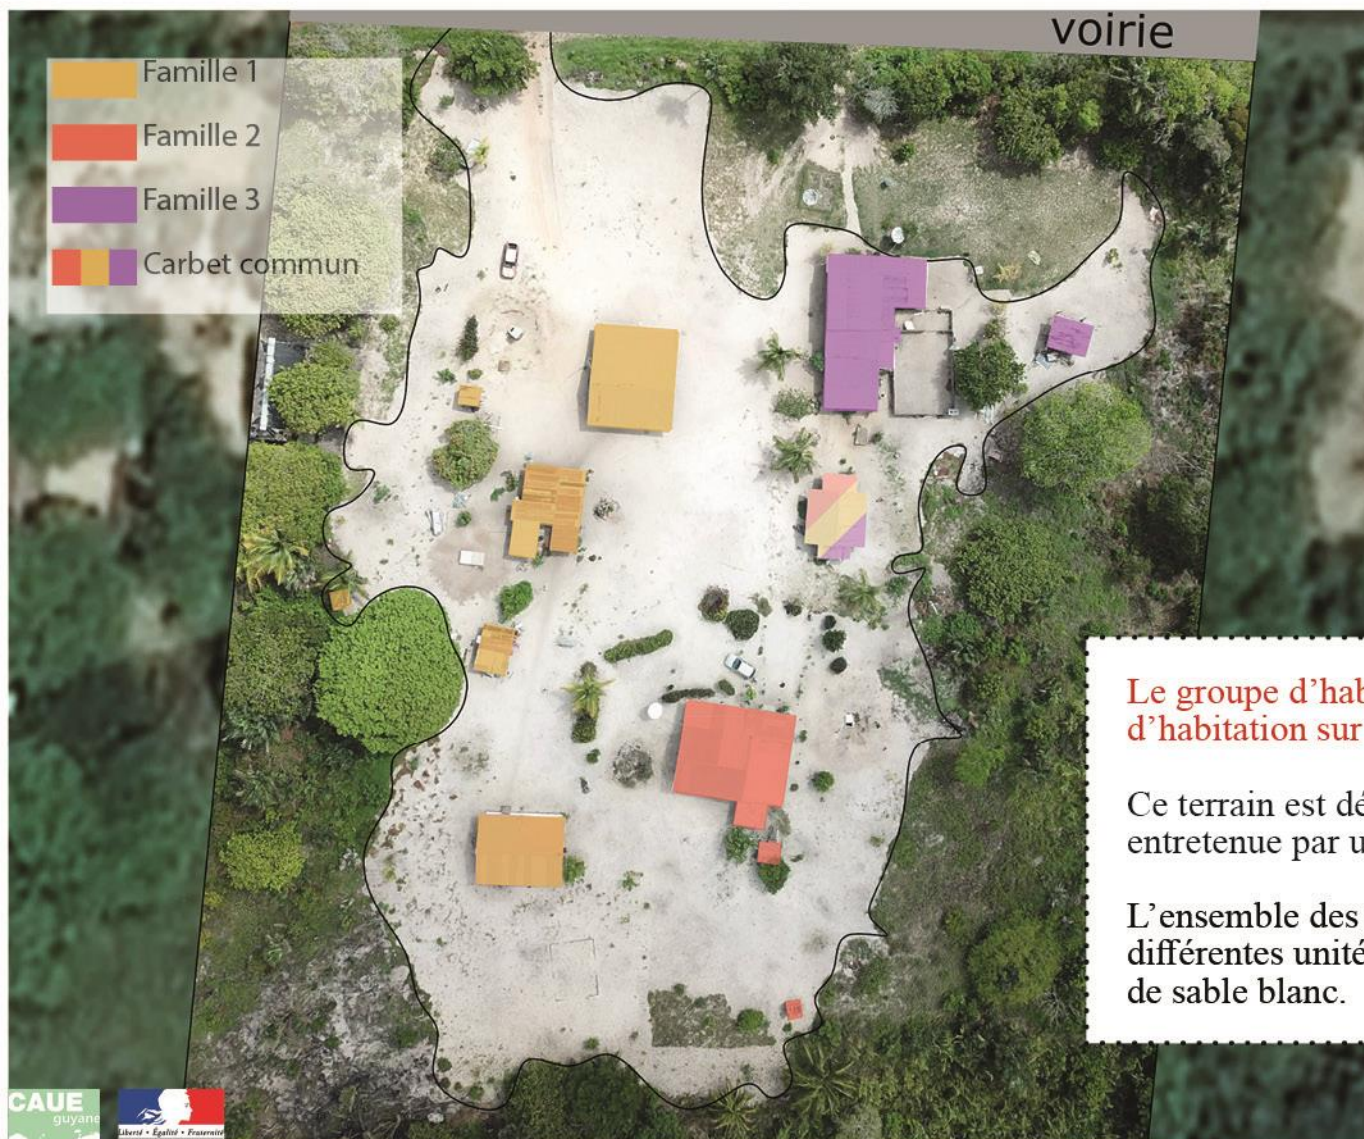 voirie
Famille 1
Famille 2
Famille 3
Carbet commun
Le groupe d’hab
d’habitation sur
Ce terrain est dé
entretenue par u
L’ensemble des
différentes unité
de sable blanc.
CAUE
guyane
Liberté • Égalité • Fraternité